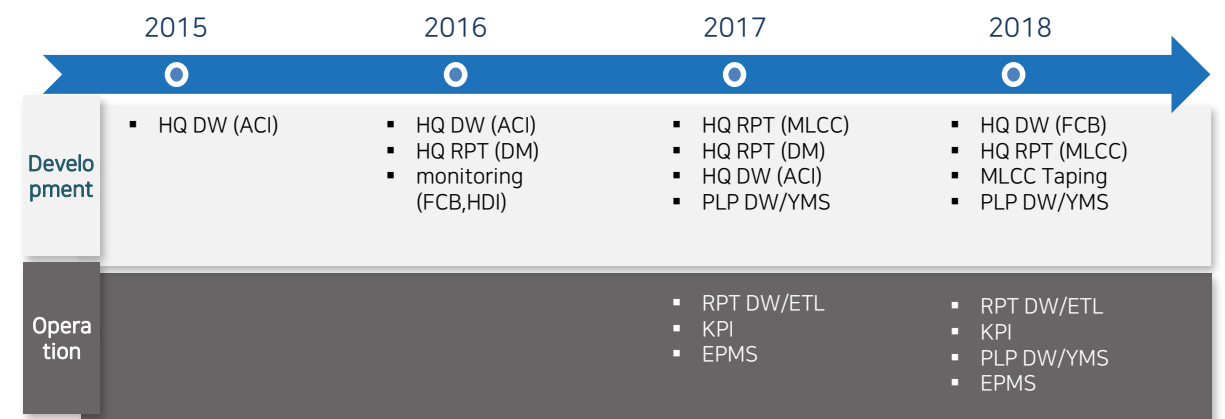 2015
2016
2017
2018
Develo
pment
▪ HQ DW (ACI)
▪ HQ DW (ACI)
▪ HQ RPT (DM)
▪ monitoring
(FCB,HDI)
▪ HQ RPT (MLCC)
▪ HQ RPT (DM)
▪ HQ DW (ACI)
▪ PLP DW/YMS
▪ HQ DW (FCB)
▪ HQ RPT (MLCC)
▪ MLCC Taping
▪ PLP DW/YMS
Opera
tion
▪ RPT DW/ETL
▪ KPI
▪ EPMS
▪ RPT DW/ETL
▪ KPI
▪ PLP DW/YMS
▪ EPMS